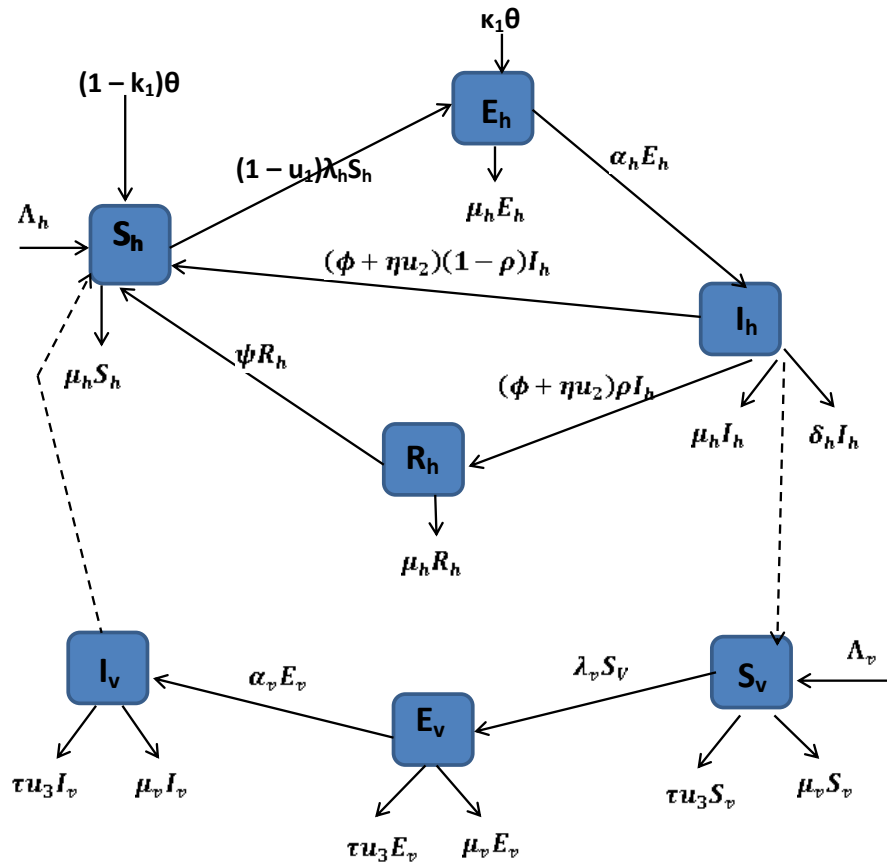 κ₁θ
(1 – k₁)θ
Eₕ
αₕEₕ
(1 – u₁)λₕSₕ
μₕEₕ
Λₕ
Sₕ
(ϕ + ηu₂)(1 − ρ)Iₕ
Iₕ
ψRₕ
μₕSₕ
(ϕ + ηu₂)ρIₕ
μₕIₕ
δₕIₕ
Rₕ
μₕRₕ
Iᵥ
αᵥEᵥ
λᵥS_V
Λᵥ
Sᵥ
Eᵥ
τu₃Iᵥ
μᵥIᵥ
τu₃Sᵥ
μᵥSᵥ
τu₃Eᵥ
μᵥEᵥ